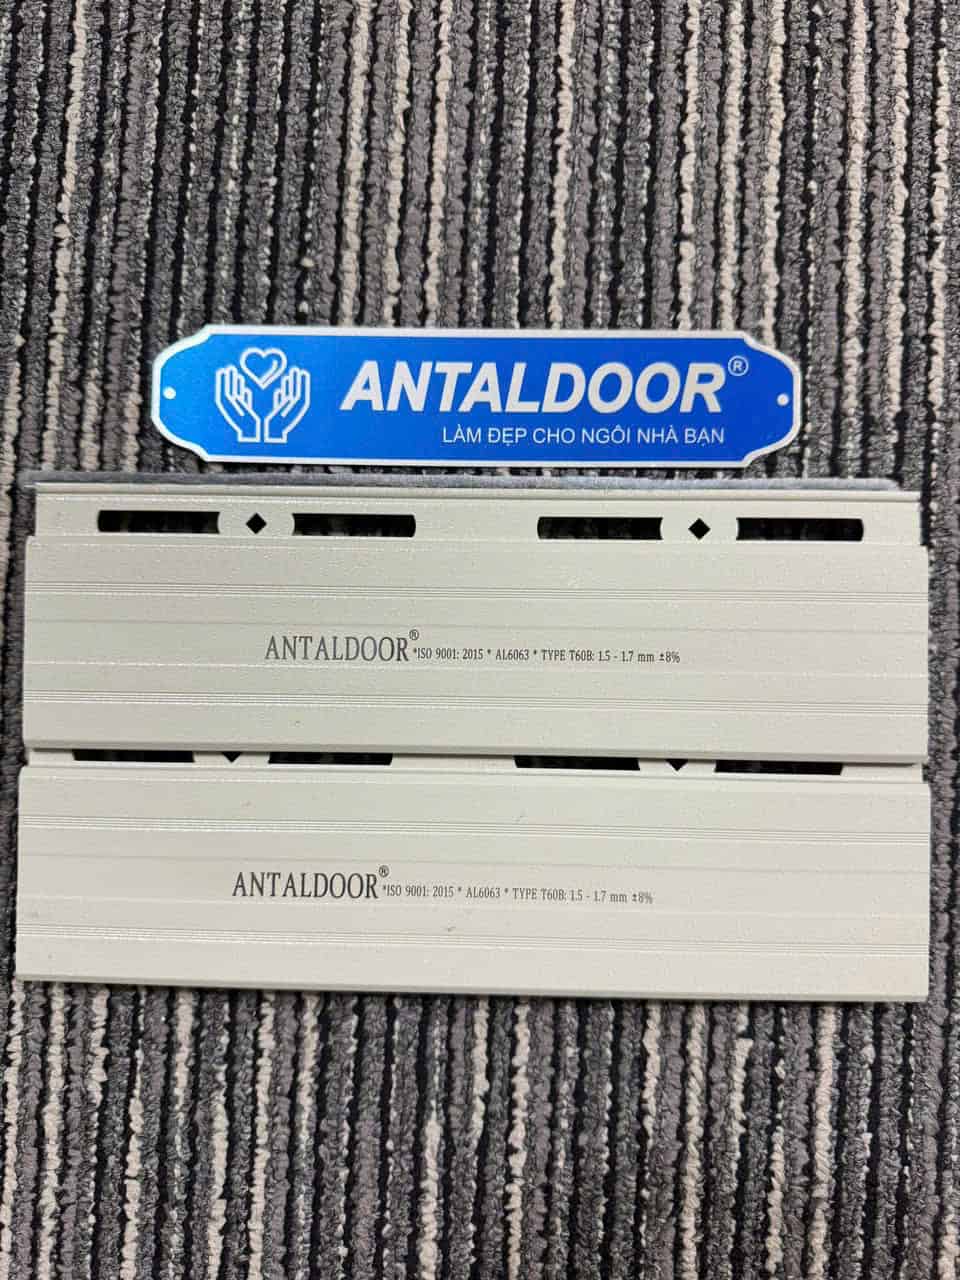 ANTALDOOR®
LÀM ĐẸP CHO NGÔI NHÀ BẠN
ANTALDOOR® *ISO 9001: 2015 * AL6063 * TYPE T60B: 1.5 - 1.7 mm ±8%
ANTALDOOR® *ISO 9001: 2015 * AL6063 * TYPE T60B: 1.5 - 1.7 mm ±8%